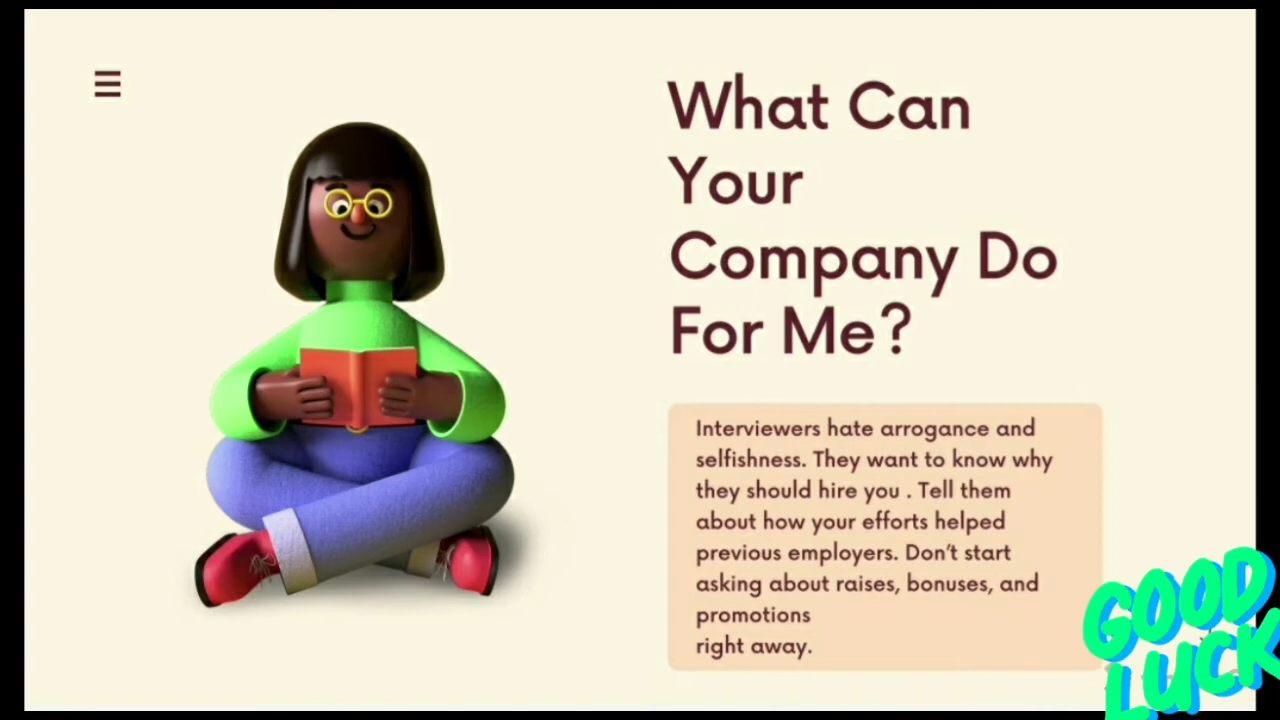 What Can
Your
Company Do
For Me?
Interviewers hate arrogance and
selfishness. They want to know why
they should hire you . Tell them
about how your efforts helped
previous employers. Don't start
asking about raises, bonuses, and
promotions
right away.
GOOD
LUCK